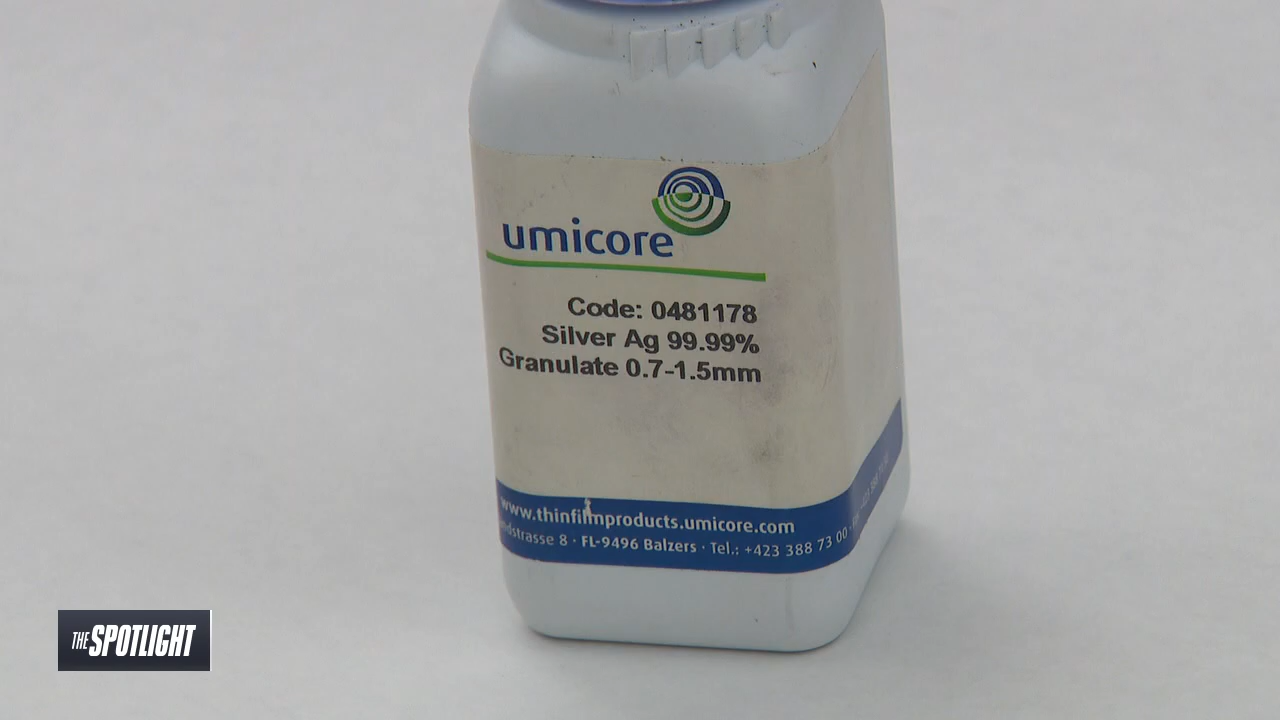 umicore
Code: 0481178
Silver Ag 99.99%
Granulate 0.7-1.5mm
www.thinfilmproducts.umicore.com
8 · FL-9496 Balzers · Tel.: +423 388 73 00 ·
THE SPOTLIGHT